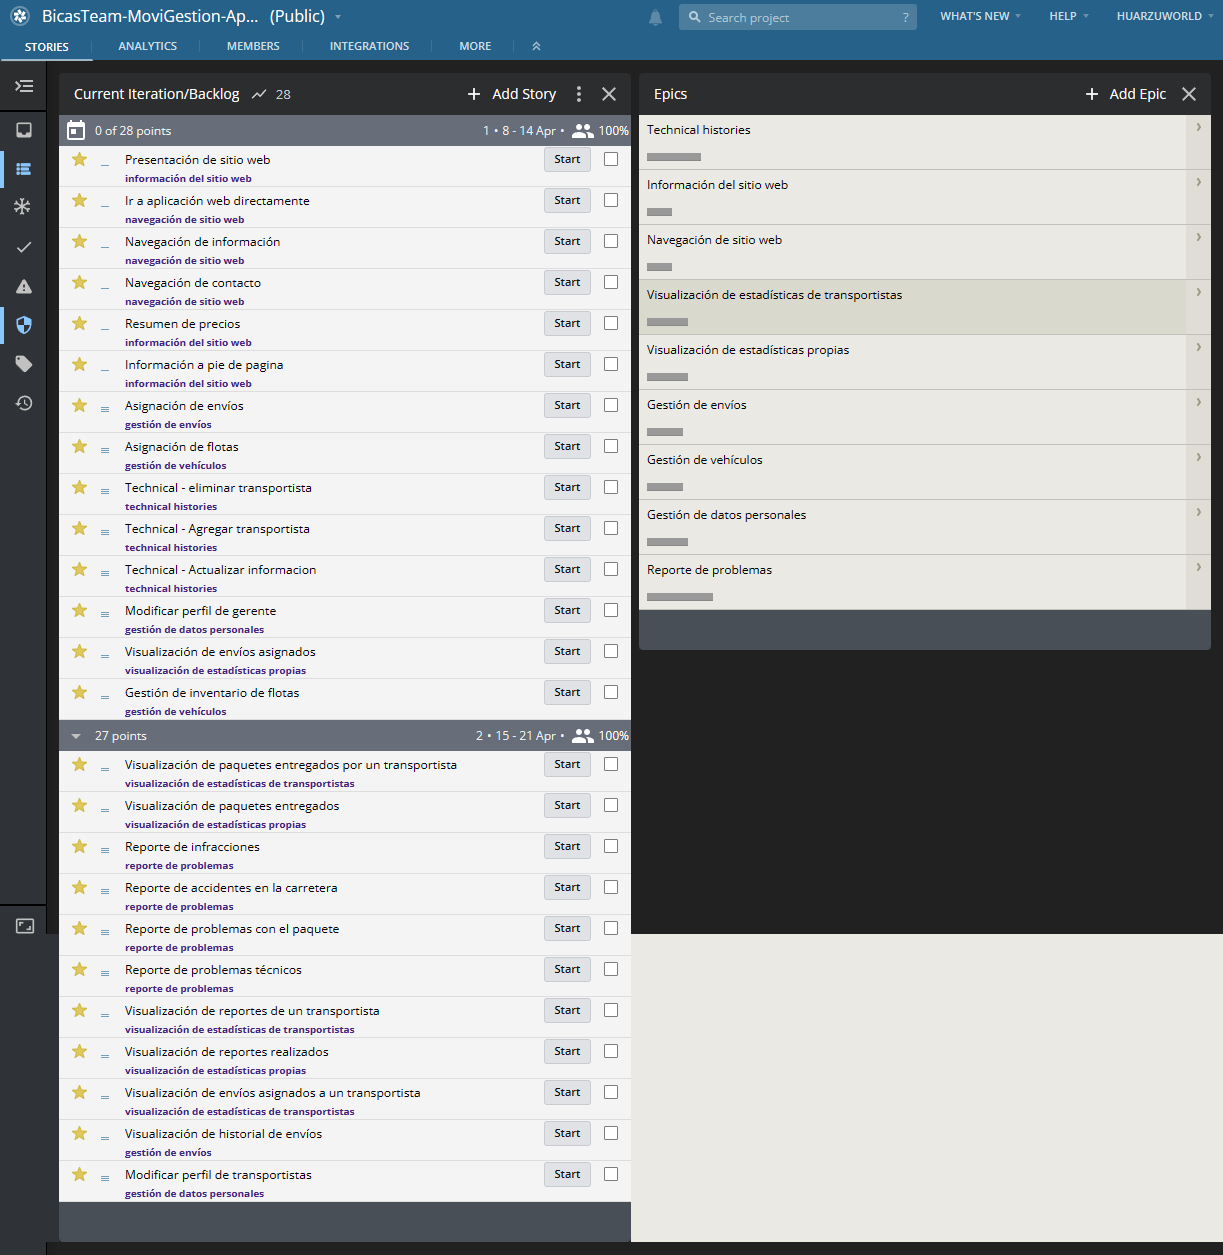 BicasTeam-MoviGestion-Ap... (Public)
Search project ?
WHAT'S NEW
HELP
HUARZUWORLD
STORIES
ANALYTICS
MEMBERS
INTEGRATIONS
MORE
Current Iteration/Backlog 28
+ Add Story
0 of 28 points 1 • 8 - 14 Apr • 100%
Presentación de sitio web Start
información del sitio web
Ir a aplicación web directamente Start
navegación de sitio web
Navegación de información Start
navegación de sitio web
Navegación de contacto Start
navegación de sitio web
Resumen de precios Start
información del sitio web
Información a pie de pagina Start
información del sitio web
Asignación de envíos Start
gestión de envíos
Asignación de flotas Start
gestión de vehículos
Technical - eliminar transportista Start
technical histories
Technical - Agregar transportista Start
technical histories
Technical - Actualizar informacion Start
technical histories
Modificar perfil de gerente Start
gestión de datos personales
Visualización de envíos asignados Start
visualización de estadísticas propias
Gestión de inventario de flotas Start
gestión de vehículos
27 points 2 • 15 - 21 Apr • 100%
Visualización de paquetes entregados por un transportista Start
visualización de estadísticas de transportistas
Visualización de paquetes entregados Start
visualización de estadísticas propias
Reporte de infracciones Start
reporte de problemas
Reporte de accidentes en la carretera Start
reporte de problemas
Reporte de problemas con el paquete Start
reporte de problemas
Reporte de problemas técnicos Start
reporte de problemas
Visualización de reportes de un transportista Start
visualización de estadísticas de transportistas
Visualización de reportes realizados Start
visualización de estadísticas propias
Visualización de envíos asignados a un transportista Start
visualización de estadísticas de transportistas
Visualización de historial de envíos Start
gestión de envíos
Modificar perfil de transportistas Start
gestión de datos personales
Epics
+ Add Epic
Technical histories
Información del sitio web
Navegación de sitio web
Visualización de estadísticas de transportistas
Visualización de estadísticas propias
Gestión de envíos
Gestión de vehículos
Gestión de datos personales
Reporte de problemas